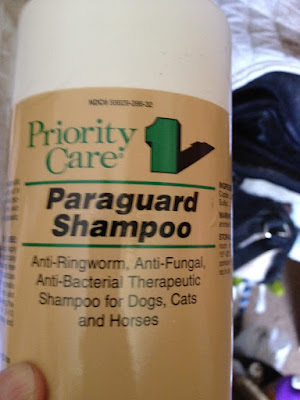 Priority
Care
1
Paraguard
Shampoo
Anti-Ringworm, Anti-Fungal,
Anti-Bacterial Therapeutic
Shampoo for Dogs, Cats
and Horses